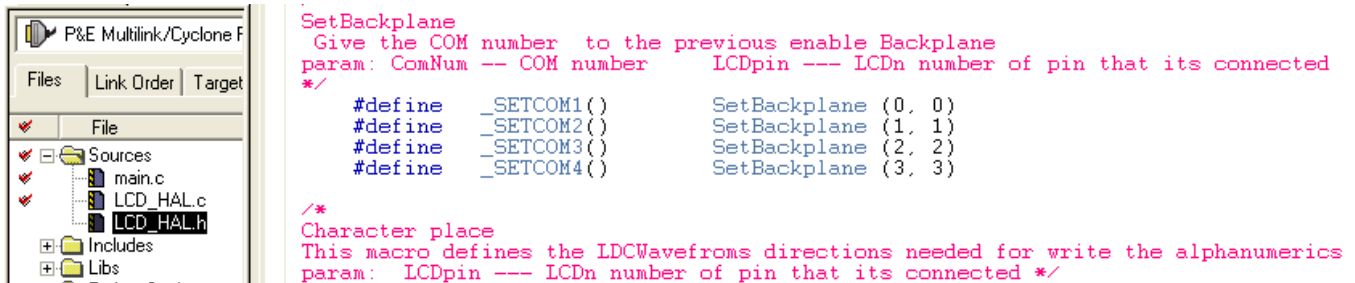 P&E Multilink/Cyclone
Files Link Order Target
File
Sources
main.c
LCD_HAL.c
LCD_HAL.h
Includes
Libs
SetBackplane
Give the COM number to the previous enable Backplane
param: ComNum -- COM number LCDpin --- LCDn number of pin that its connected
*/
#define _SETCOM1() SetBackplane (0, 0)
#define _SETCOM2() SetBackplane (1, 1)
#define _SETCOM3() SetBackplane (2, 2)
#define _SETCOM4() SetBackplane (3, 3)
/*
Character place
This macro defines the LDCWavefroms directions needed for write the alphanumerics
param: LCDpin --- LCDn number of pin that its connected */